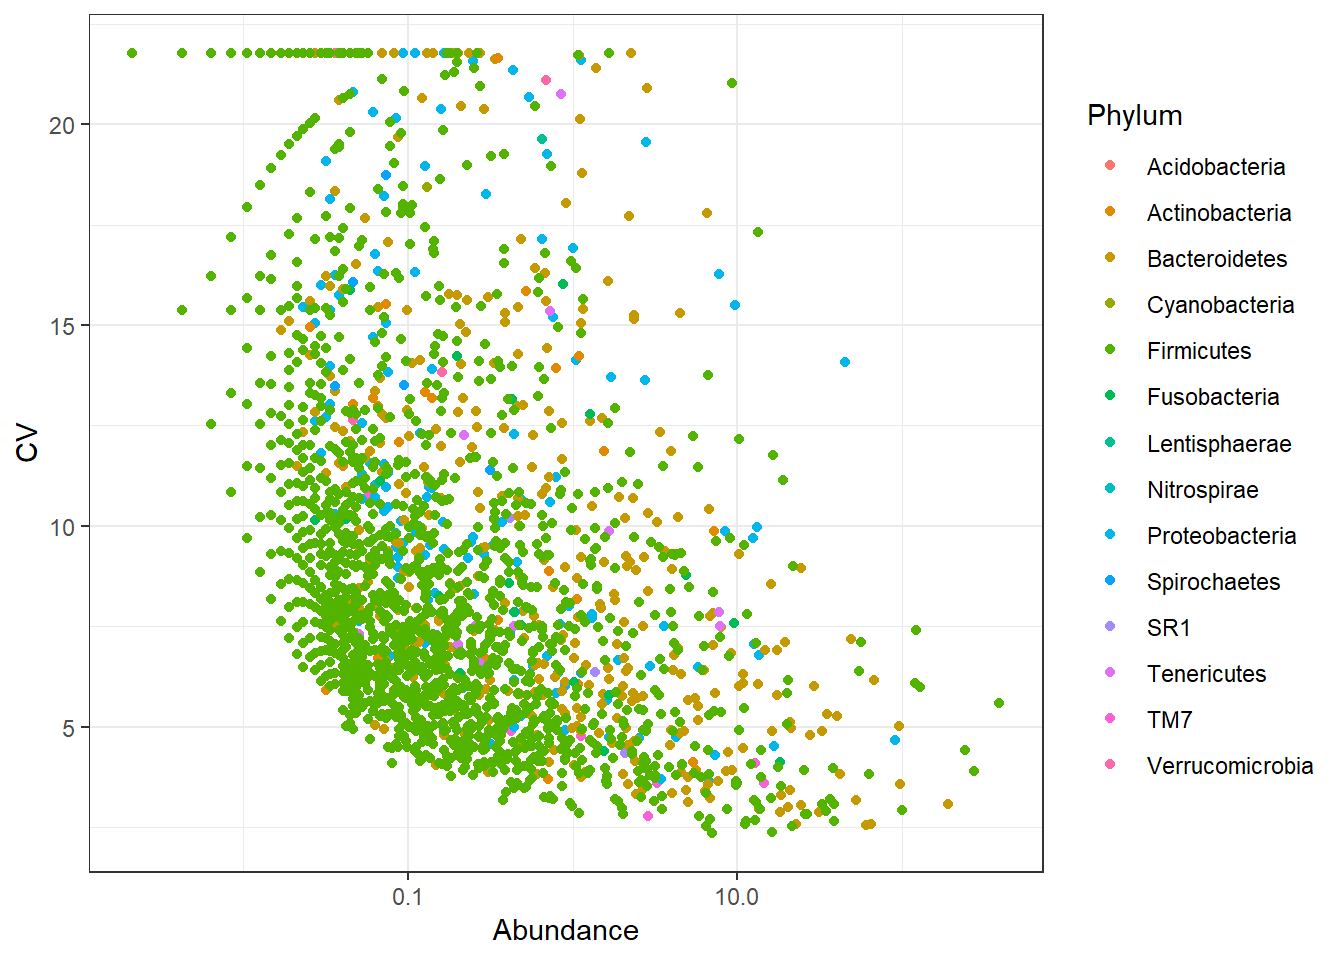 20
15
10
5
CV
0.1
10.0
Abundance
Phylum
Acidobacteria
Actinobacteria
Bacteroidetes
Cyanobacteria
Firmicutes
Fusobacteria
Lentisphaerae
Nitrospirae
Proteobacteria
Spirochaetes
SR1
Tenericutes
TM7
Verrucomicrobia